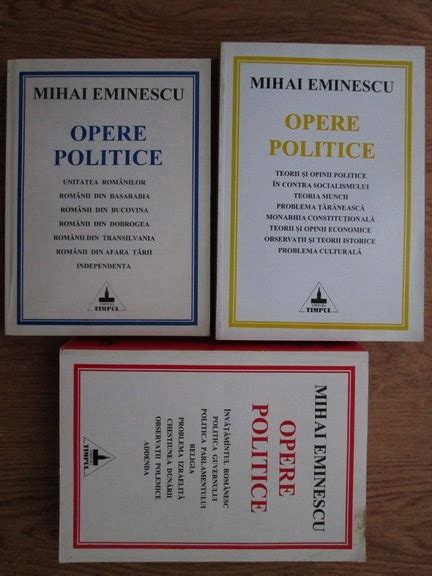 MIHAI EMINESCU
OPERE
POLITICE
UNITATEA ROMÂNILOR
ROMÂNII DIN BASARABIA
ROMÂNII DIN BUCOVINA
ROMÂNII DIN DOBROGEA
ROMÂNII DIN TRANSILVANIA
ROMÂNII DIN AFARA ȚĂRII
INDEPENDENTA
TIMPUL
MIHAI EMINESCU
OPERE
POLITICE
TEORII ȘI OPINII POLITICE
ÎN CONTRA SOCIALISMULUI
TEORIA MUNCII
PROBLEMA ȚĂRĂNEASCĂ
MONARHIA CONSTITUȚIONALĂ
TEORII ȘI OPINII ECONOMICE
OBSERVAȚII ȘI TEORII ISTORICE
PROBLEMA CULTURALĂ
TIMPUL
MIHAI EMINESCU
OPERE
POLITICE
ÎNVĂȚĂMÎNTUL ROMÂNESC
POLITICA GUVERNULUI
POLITICA PARLAMENTULUI
RELIGIA
PROBLEMA IZRAELITĂ
CHESTIUNEA DUNĂRII
OBSERVAȚII POLEMICE
ADDENDA
TIMPUL